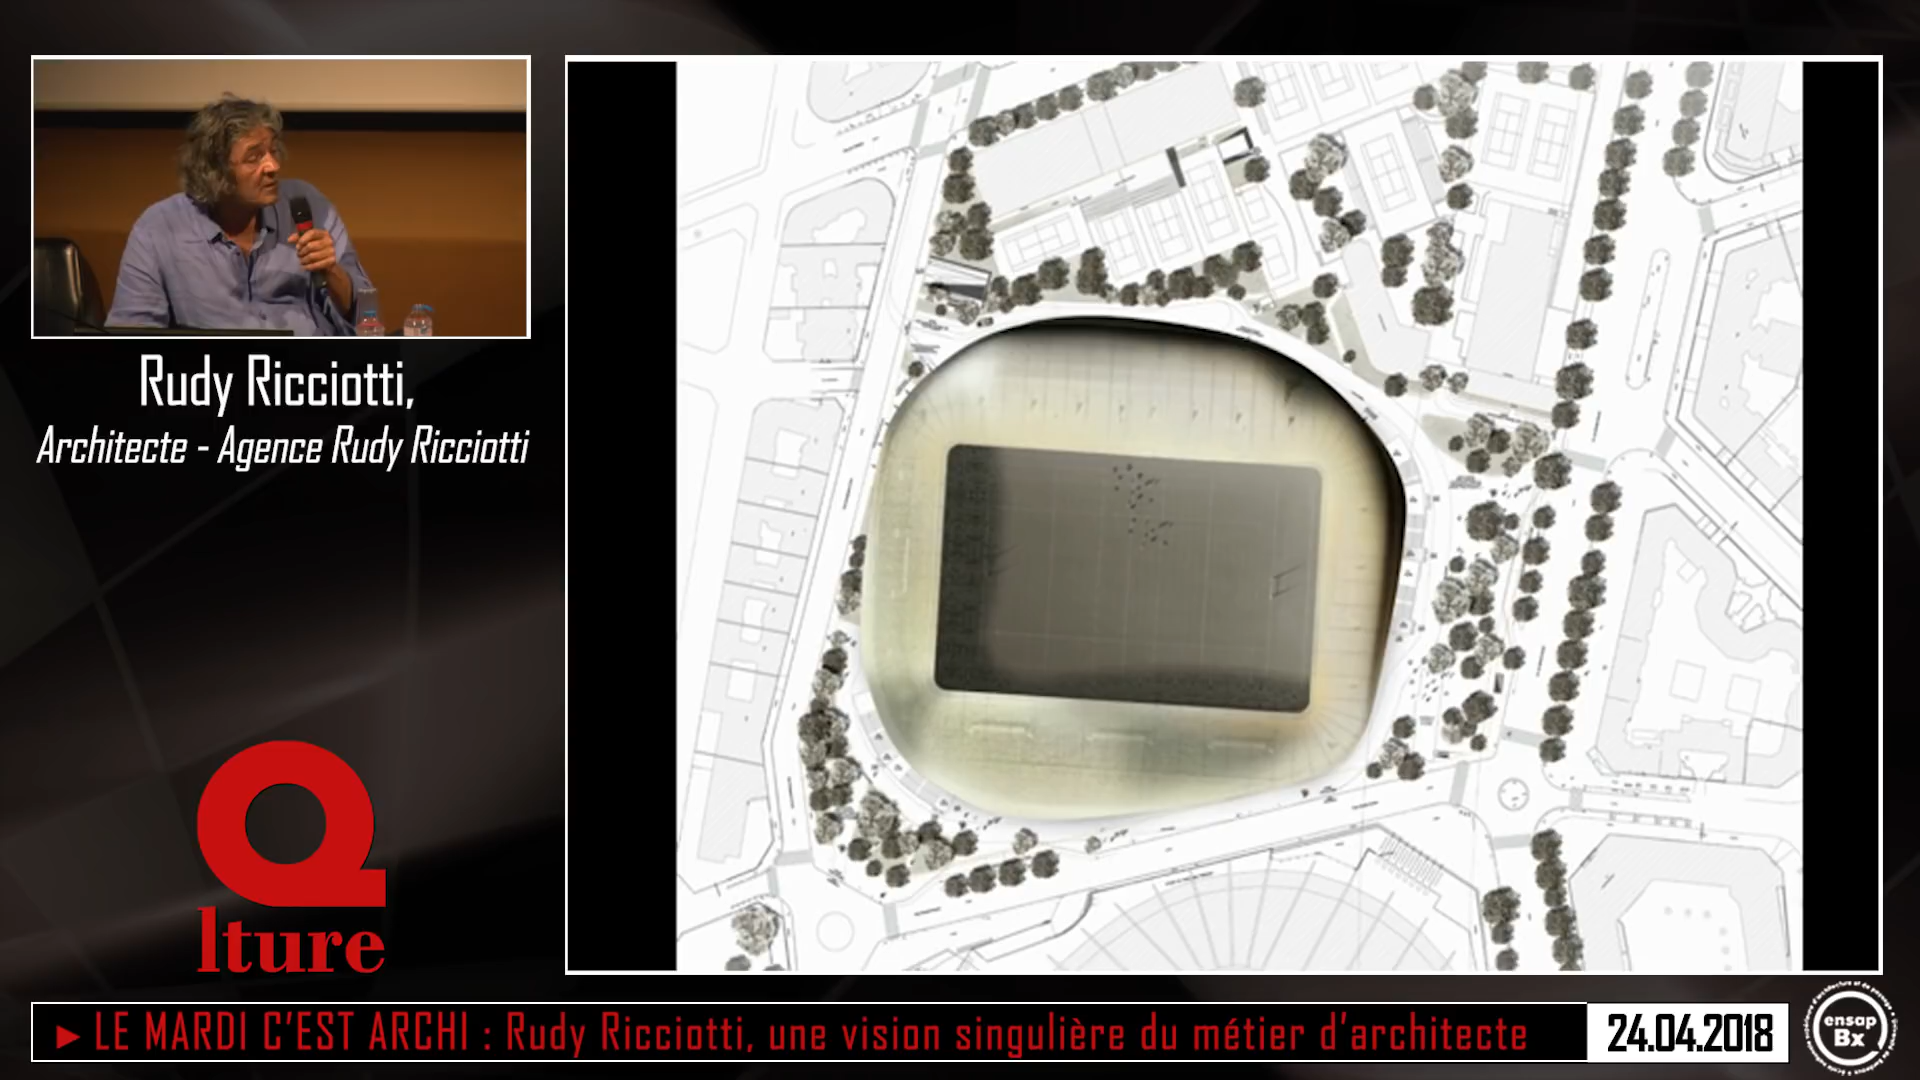 Rudy Ricciotti,
Architecte - Agence Rudy Ricciotti
Q
lture
► LE MARDI C'EST ARCHI : Rudy Ricciotti, une vision singulière du métier d'architecte
24.04.2018
ensap
Bx